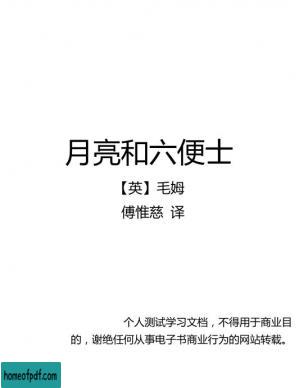 月亮和六便士
【英】毛姆
傅惟慈 译
个人测试学习文档，不得用于商业目
的，谢绝任何从事电子书商业行为的网站转载。
homeofpdf.com